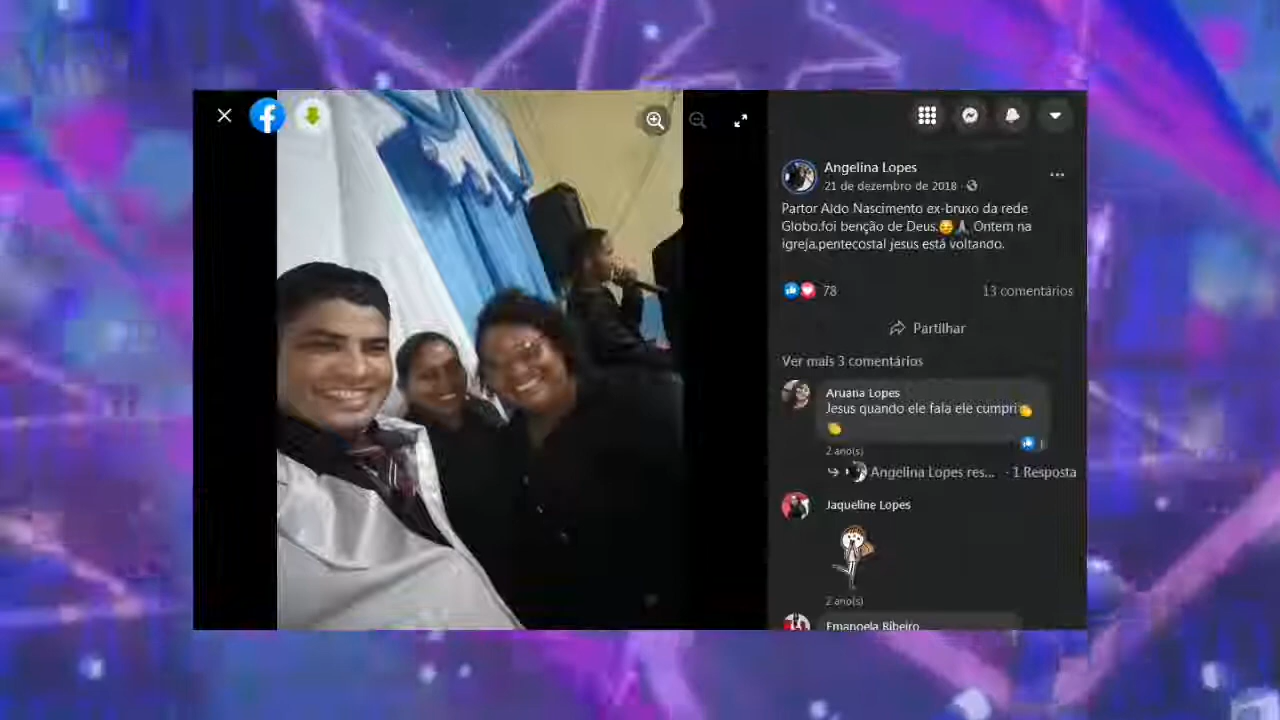 Angelina Lopes
21 de dezembro de 2018 ·
Partor Aldo Nascimento ex-bruxo da rede
Globo.foi benção de Deus.😊🙏 Ontem na
igreja.pentecostal jesus está voltando.
78
13 comentários
Partilhar
Ver mais 3 comentários
Aruana Lopes
Jesus quando ele fala ele cumpri👏
👏
1
2 ano(s)
Angelina Lopes res... · 1 Resposta
Jaqueline Lopes
2 ano(s)
Emanoela Ribeiro